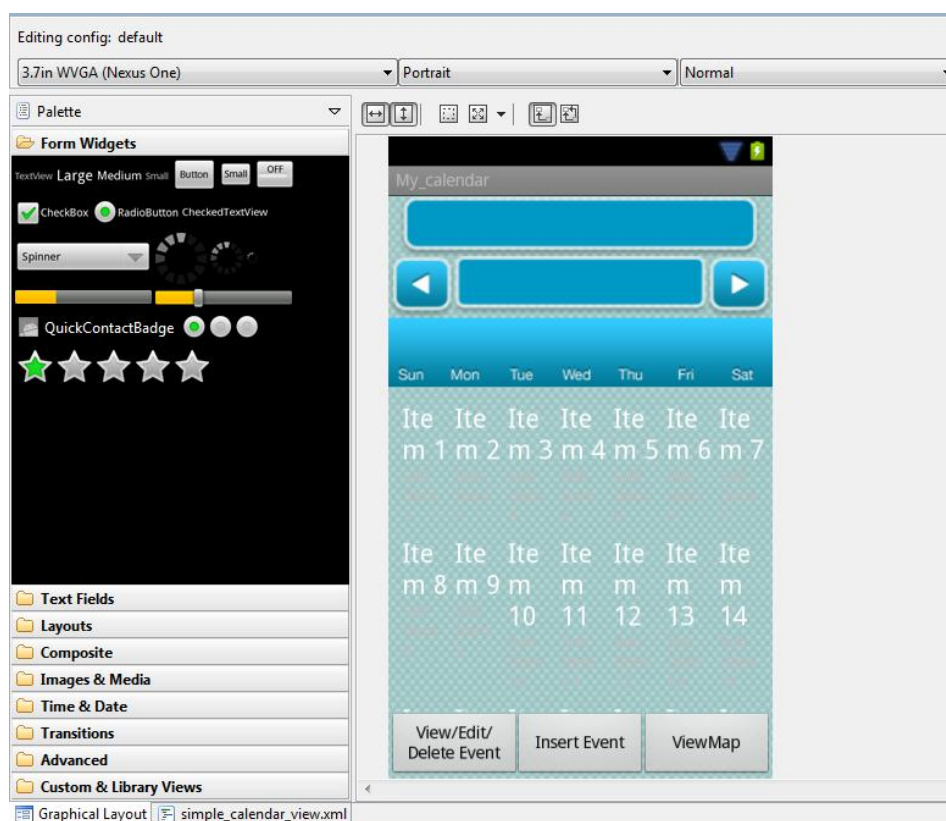 Editing config: default
3.7in WVGA (Nexus One) Portrait Normal
Palette
Form Widgets
TextView Large Medium Small Button Small OFF
CheckBox RadioButton CheckedTextView
Spinner
QuickContactBadge
Text Fields
Layouts
Composite
Images & Media
Time & Date
Transitions
Advanced
Custom & Library Views
Graphical Layout simple_calendar_view.xml
My_calendar
Sun Mon Tue Wed Thu Fri Sat
Ite Ite Ite Ite Ite Ite Ite
m 1 m 2 m 3 m 4 m 5 m 6 m 7
Ite Ite Ite Ite Ite Ite Ite
m 8 m 9 m m m m m
10 11 12 13 14
View/Edit/
Delete Event Insert Event ViewMap